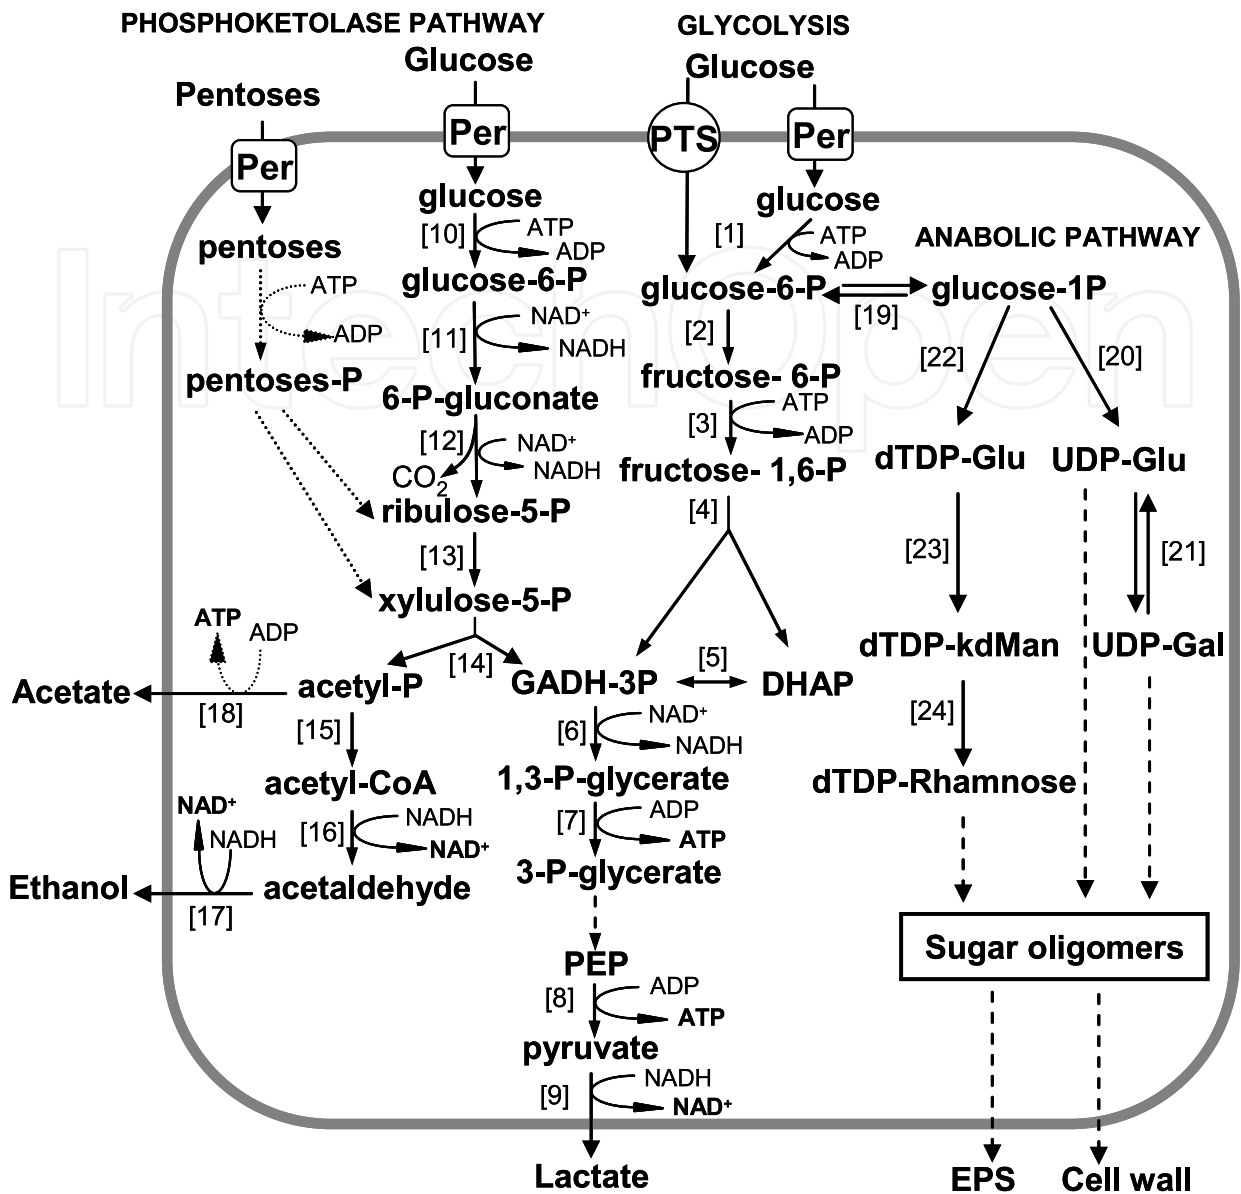 PHOSPHOKETOLASE PATHWAY
GLYCOLYSIS
Glucose
Glucose
Pentoses
Per
PTS
Per
Per
glucose
glucose
pentoses
[10]
ATP
ADP
[1]
ATP
ADP
ANABOLIC PATHWAY
glucose-6-P
glucose-6-P
glucose-1P
ATP
ADP
[11]
NAD+
NADH
[2]
[19]
[22]
[20]
pentoses-P
6-P-gluconate
fructose- 6-P
[12]
NAD+
NADH
CO2
[3]
ATP
ADP
dTDP-Glu
UDP-Glu
fructose- 1,6-P
ribulose-5-P
[4]
[13]
[23]
[21]
xylulose-5-P
ATP
ADP
[14]
[5]
dTDP-kdMan
UDP-Gal
Acetate
acetyl-P
GADH-3P
DHAP
[18]
[15]
[6]
NAD+
NADH
[24]
acetyl-CoA
1,3-P-glycerate
dTDP-Rhamnose
NAD+
NADH
[16]
NADH
NAD+
[7]
ADP
ATP
3-P-glycerate
Ethanol
acetaldehyde
[17]
Sugar oligomers
PEP
[8]
ADP
ATP
pyruvate
[9]
NADH
NAD+
Lactate
EPS
Cell wall
IntechOpen